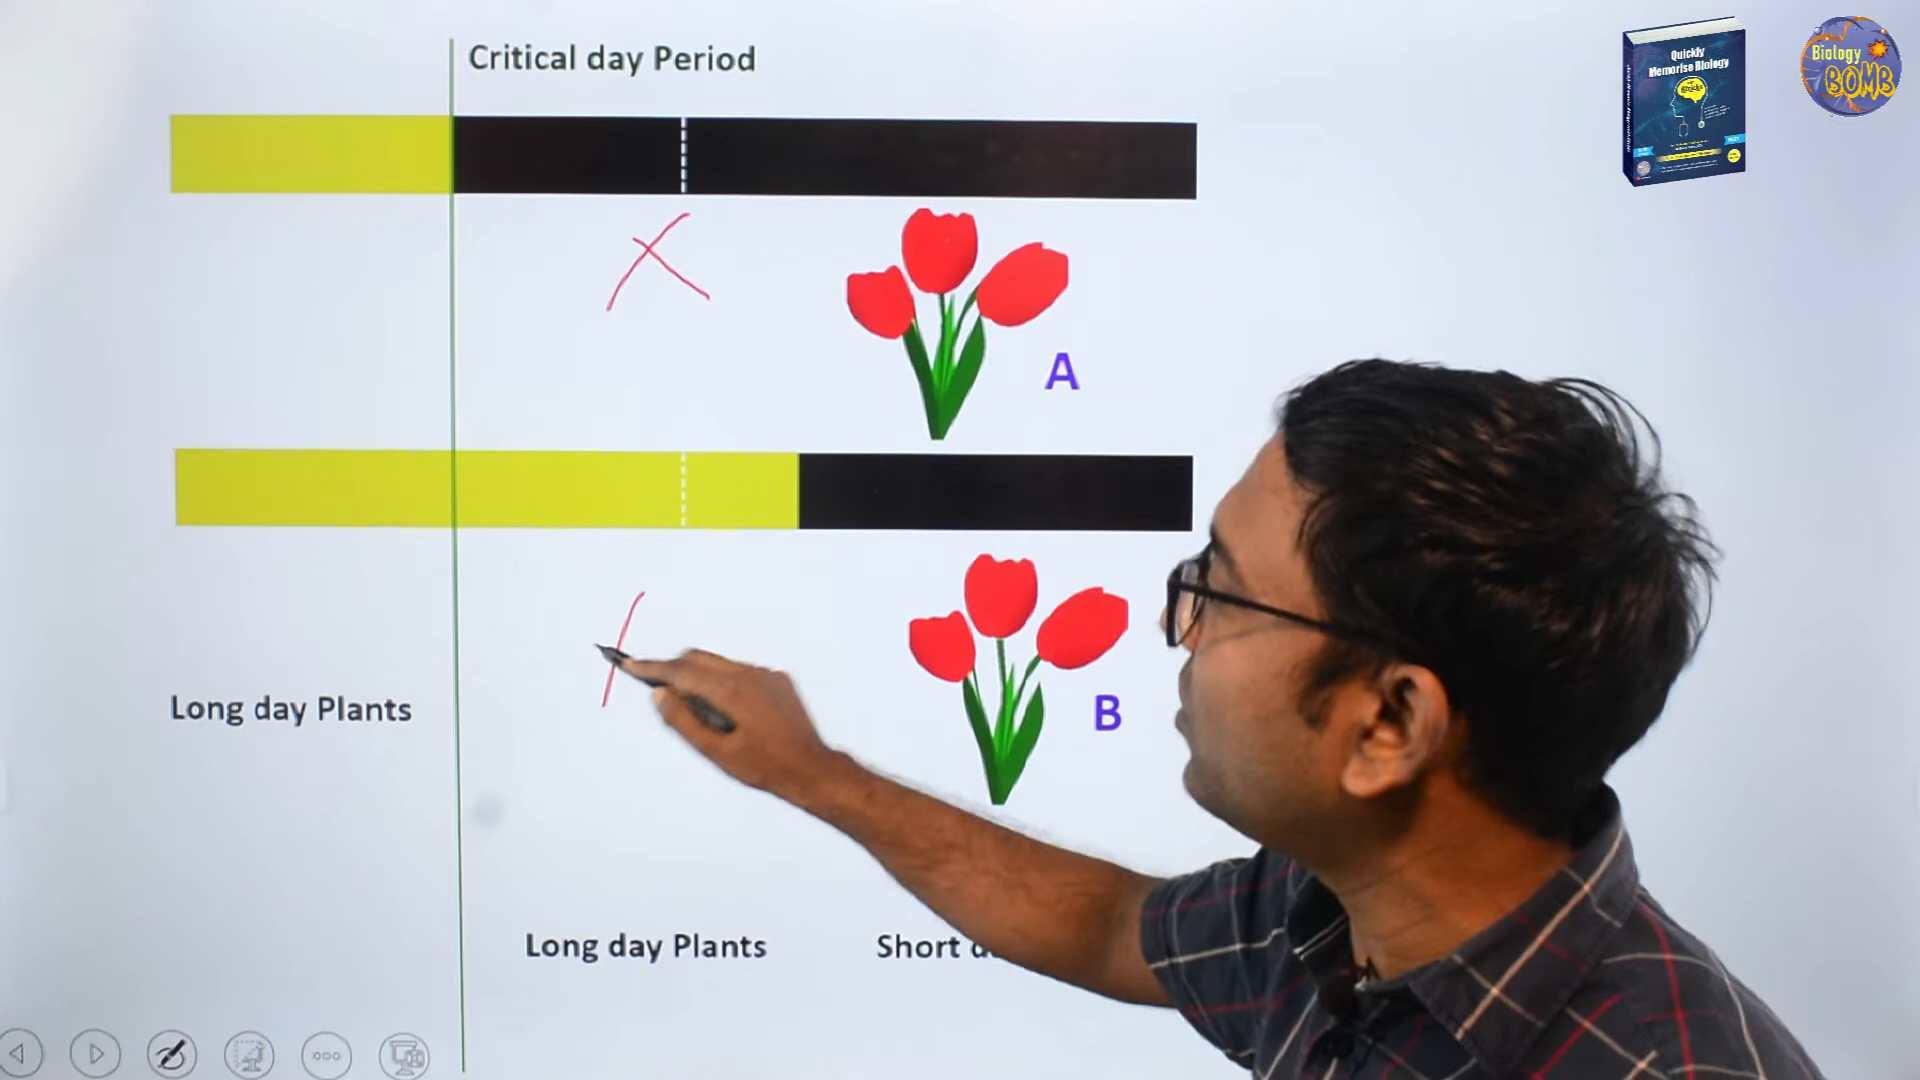 Critical day Period
Quickly
Memorise Biology
Biology
BOMB
A
B
Long day Plants
Long day Plants
Short